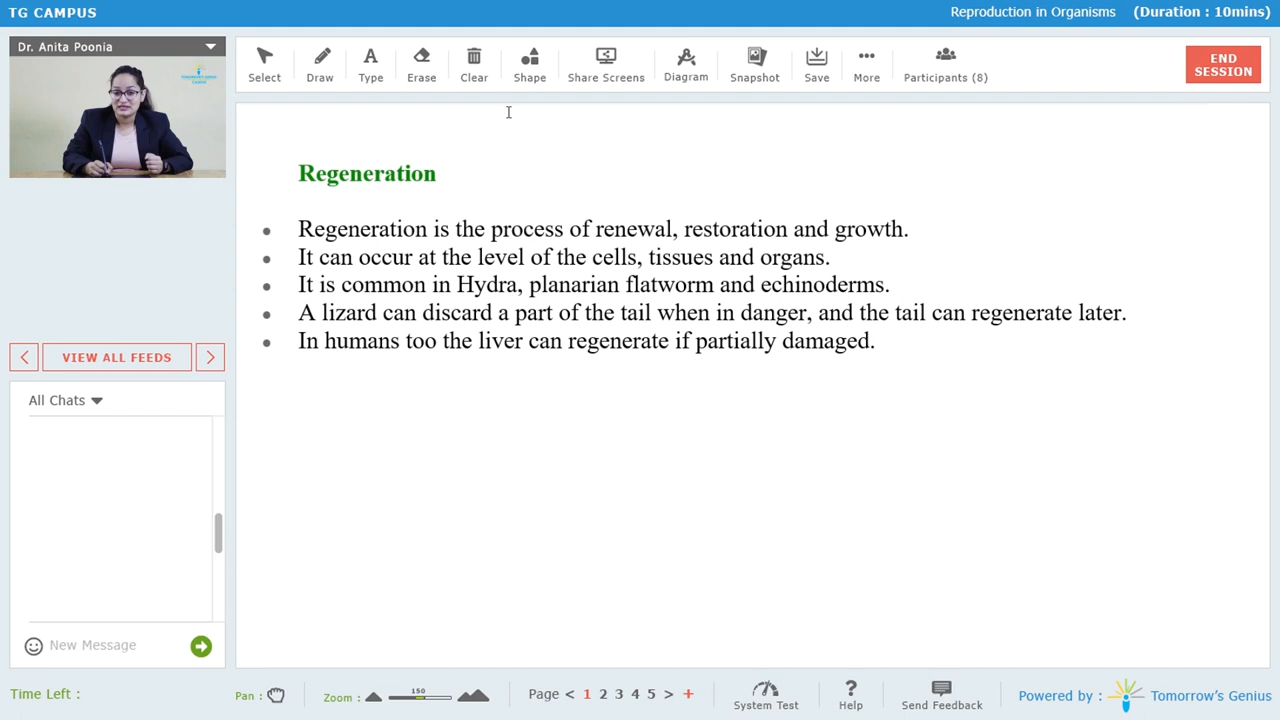 TG CAMPUS
Reproduction in Organisms (Duration : 10mins)
Dr. Anita Poonia
TOMORROW'S GENIUS
CAMPUS
Select
Draw
Type
Erase
Clear
Shape
Share Screens
Diagram
Snapshot
Save
More
Participants (8)
END
SESSION
Regeneration
• Regeneration is the process of renewal, restoration and growth.
• It can occur at the level of the cells, tissues and organs.
• It is common in Hydra, planarian flatworm and echinoderms.
• A lizard can discard a part of the tail when in danger, and the tail can regenerate later.
• In humans too the liver can regenerate if partially damaged.
< VIEW ALL FEEDS >
All Chats
New Message
Time Left :
Pan :
Zoom :
150
Page < 1 2 3 4 5 > +
System Test
?
Help
Send Feedback
Powered by : Tomorrow's Genius